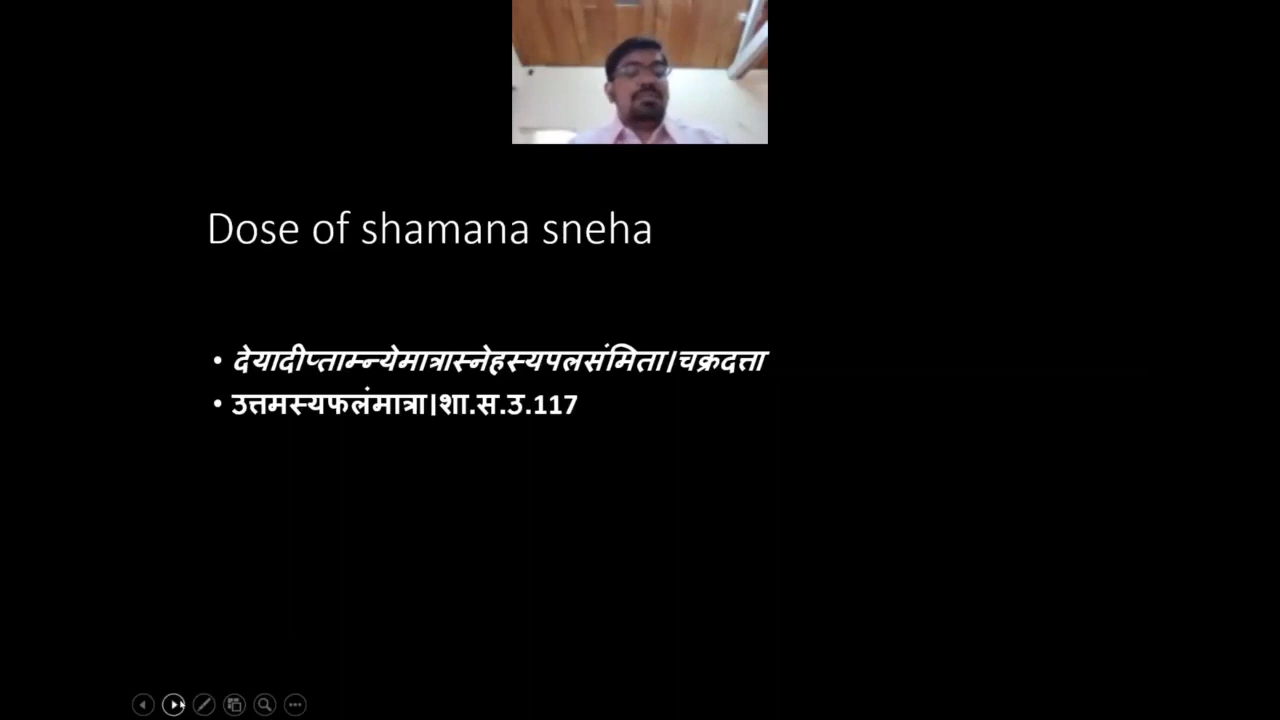 Dose of shamana sneha
• देयादीप्ताम्न्येमात्रास्नेहस्यपलसंमिता।चक्रदत्ता
• उत्तमस्यफलंमात्रा।शा.स.उ.117